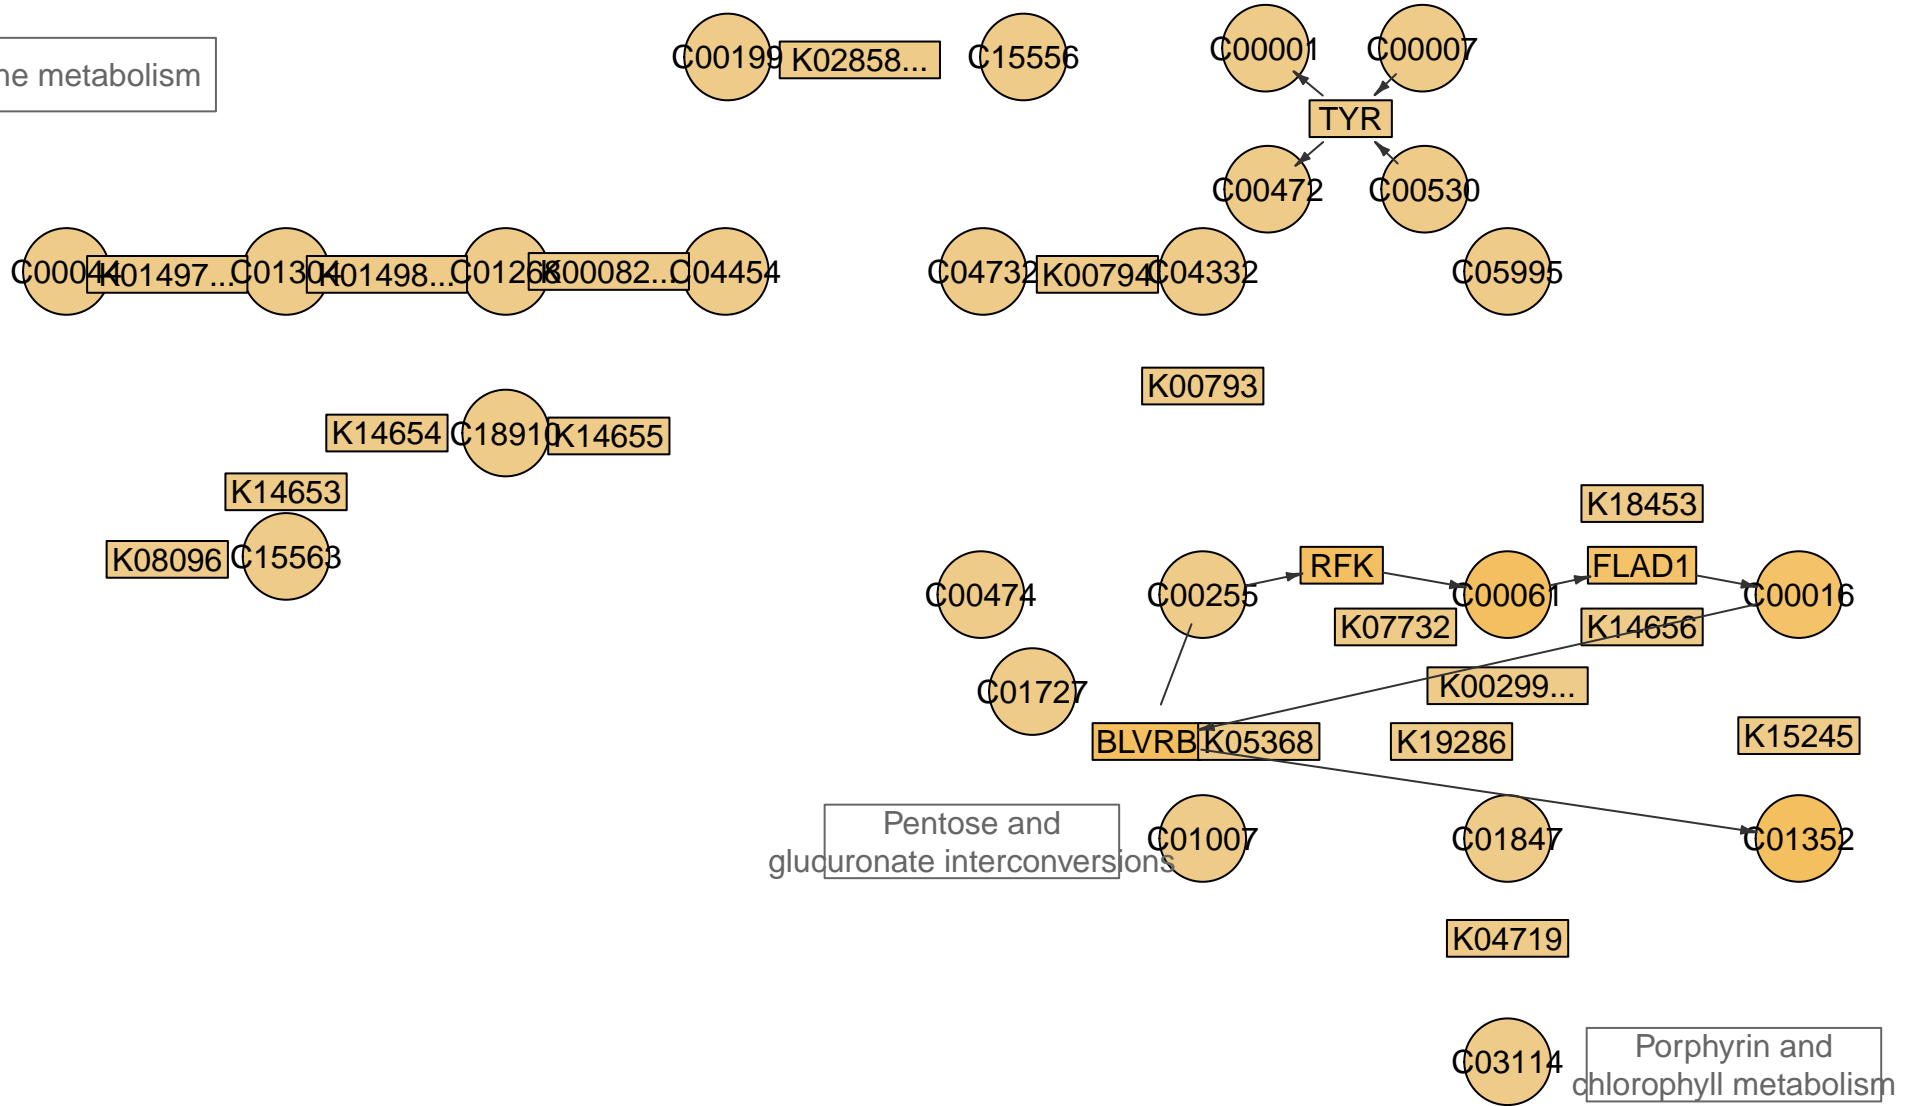 ne metabolism
C00199
K02858...
C15556
C00001
C00007
TYR
C00472
C00530
C00044
K01497...
C01304
K01498...
C01268
K00082...
C04454
C04732
K00794
C04332
C05995
K00793
K14654
C18910
K14655
K14653
K08096
C15563
K18453
RFK
FLAD1
C00474
C00255
C00061
C00016
K07732
K14656
C01727
K00299...
BLVRB
K05368
K19286
K15245
Pentose and
glucuronate interconversions
C01007
C01847
C01352
K04719
C03114
Porphyrin and
chlorophyll metabolism